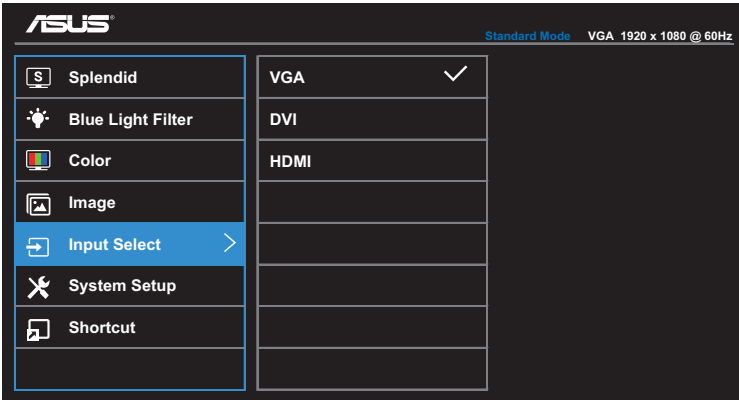 ASUS
Standard Mode VGA 1920 x 1080 @ 60Hz
S Splendid
Blue Light Filter
Color
Image
Input Select
System Setup
Shortcut
VGA
DVI
HDMI